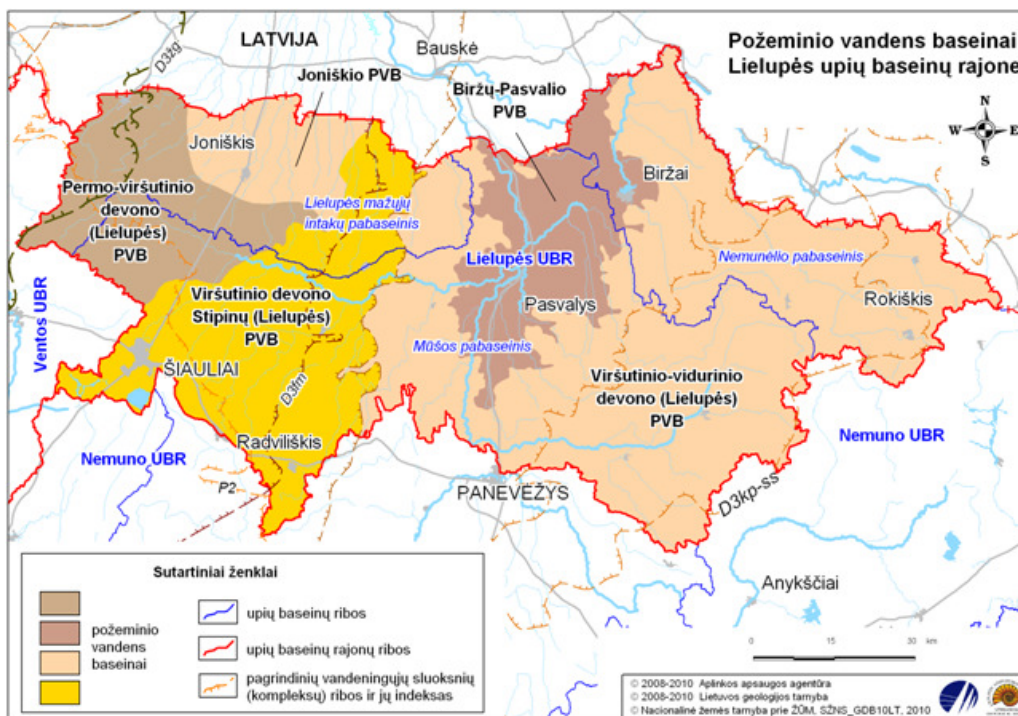 Požeminio vandens baseinai
Lielupės upių baseinų rajone
N
W E
S
LATVIJA
D3žg
Bauskė
Joniškio PVB
Biržų-Pasvalio
PVB
Joniškis
Biržai
Permo-viršutinio
devono
(Lielupės)
PVB
Lielupės mažųjų
intakų pabaseinis
Lielupės UBR
Nemunėlio pabaseinis
Ventos UBR
Viršutinio devono
Stipinų (Lielupės)
PVB
Pasvalys
Rokiškis
Mūšos pabaseinis
ŠIAULIAI
D3fm
Viršutinio-vidurinio
devono (Lielupės)
PVB
Radviliškis
Nemuno UBR
Nemuno UBR
P2
PANEVĖŽYS
D3kp-ss
Anykščiai
Sutartiniai ženklai
požeminio
vandens
baseinai
upių baseinų ribos
upių baseinų rajonų ribos
pagrindinių vandeningųjų sluoksnių
(kompleksų) ribos ir jų indeksas
0 15 30 km
© 2008-2010 Aplinkos apsaugos agentūra
© 2008-2010 Lietuvos geologijos tarnyba
© Nacionalinė žemės tarnyba prie ŽŪM, SŽNS_GDB10LT, 2010